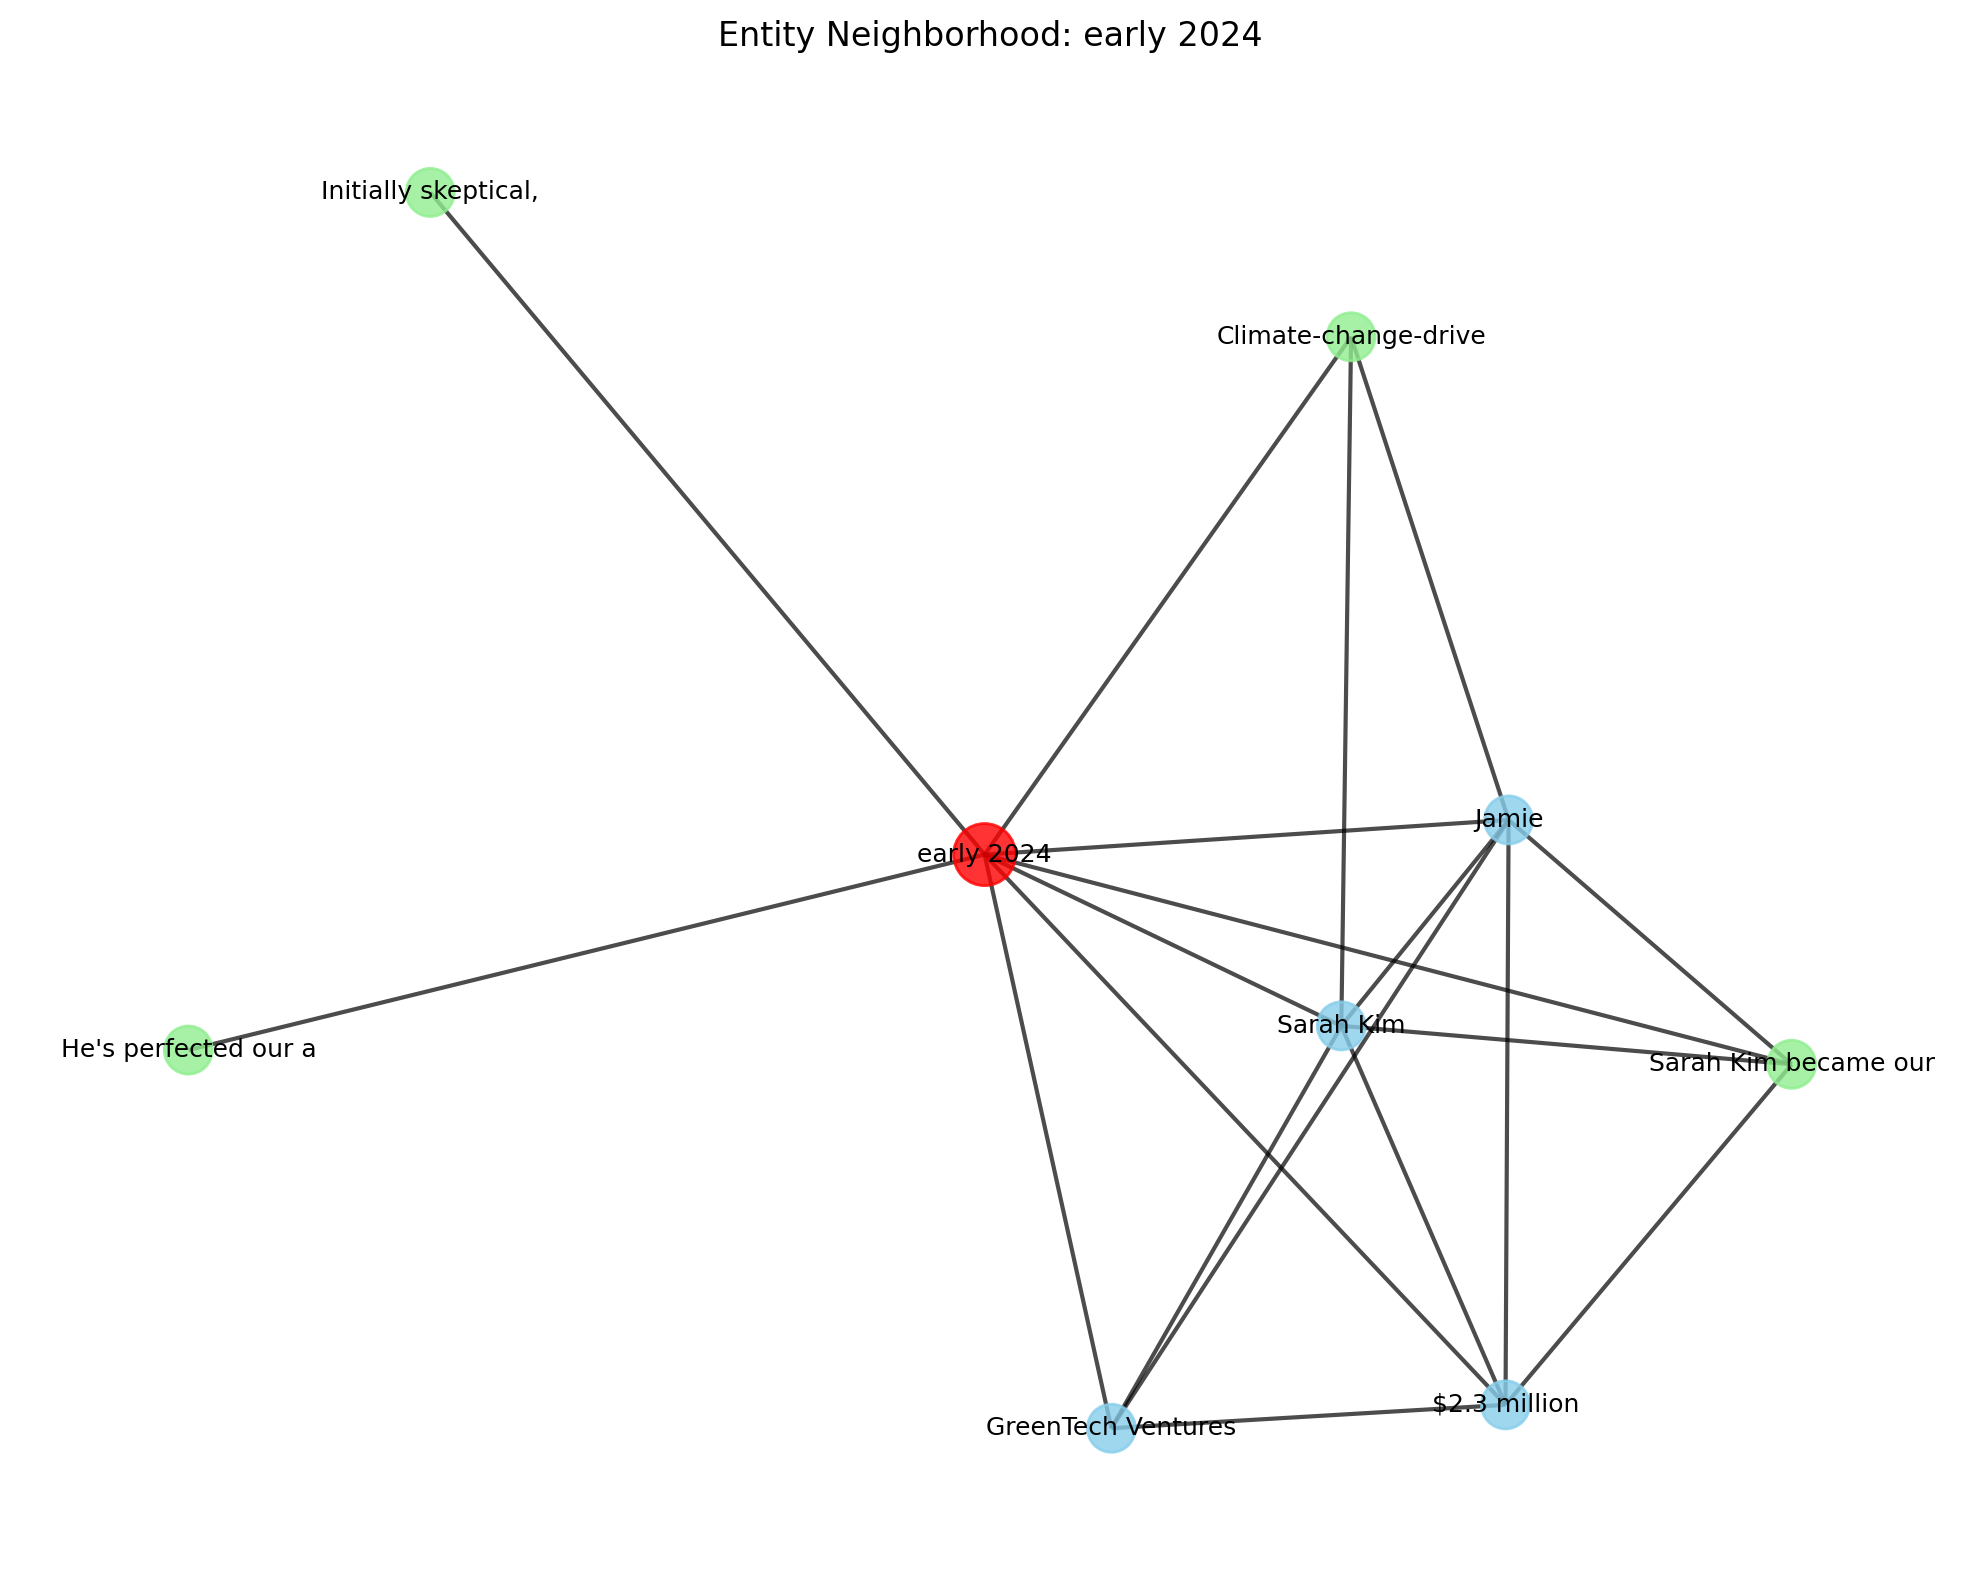 Entity Neighborhood: early 2024
Initially skeptical,
Climate-change-drive
Jamie
early 2024
Sarah Kim
He's perfected our a
Sarah Kim became our
$2.3 million
GreenTech Ventures